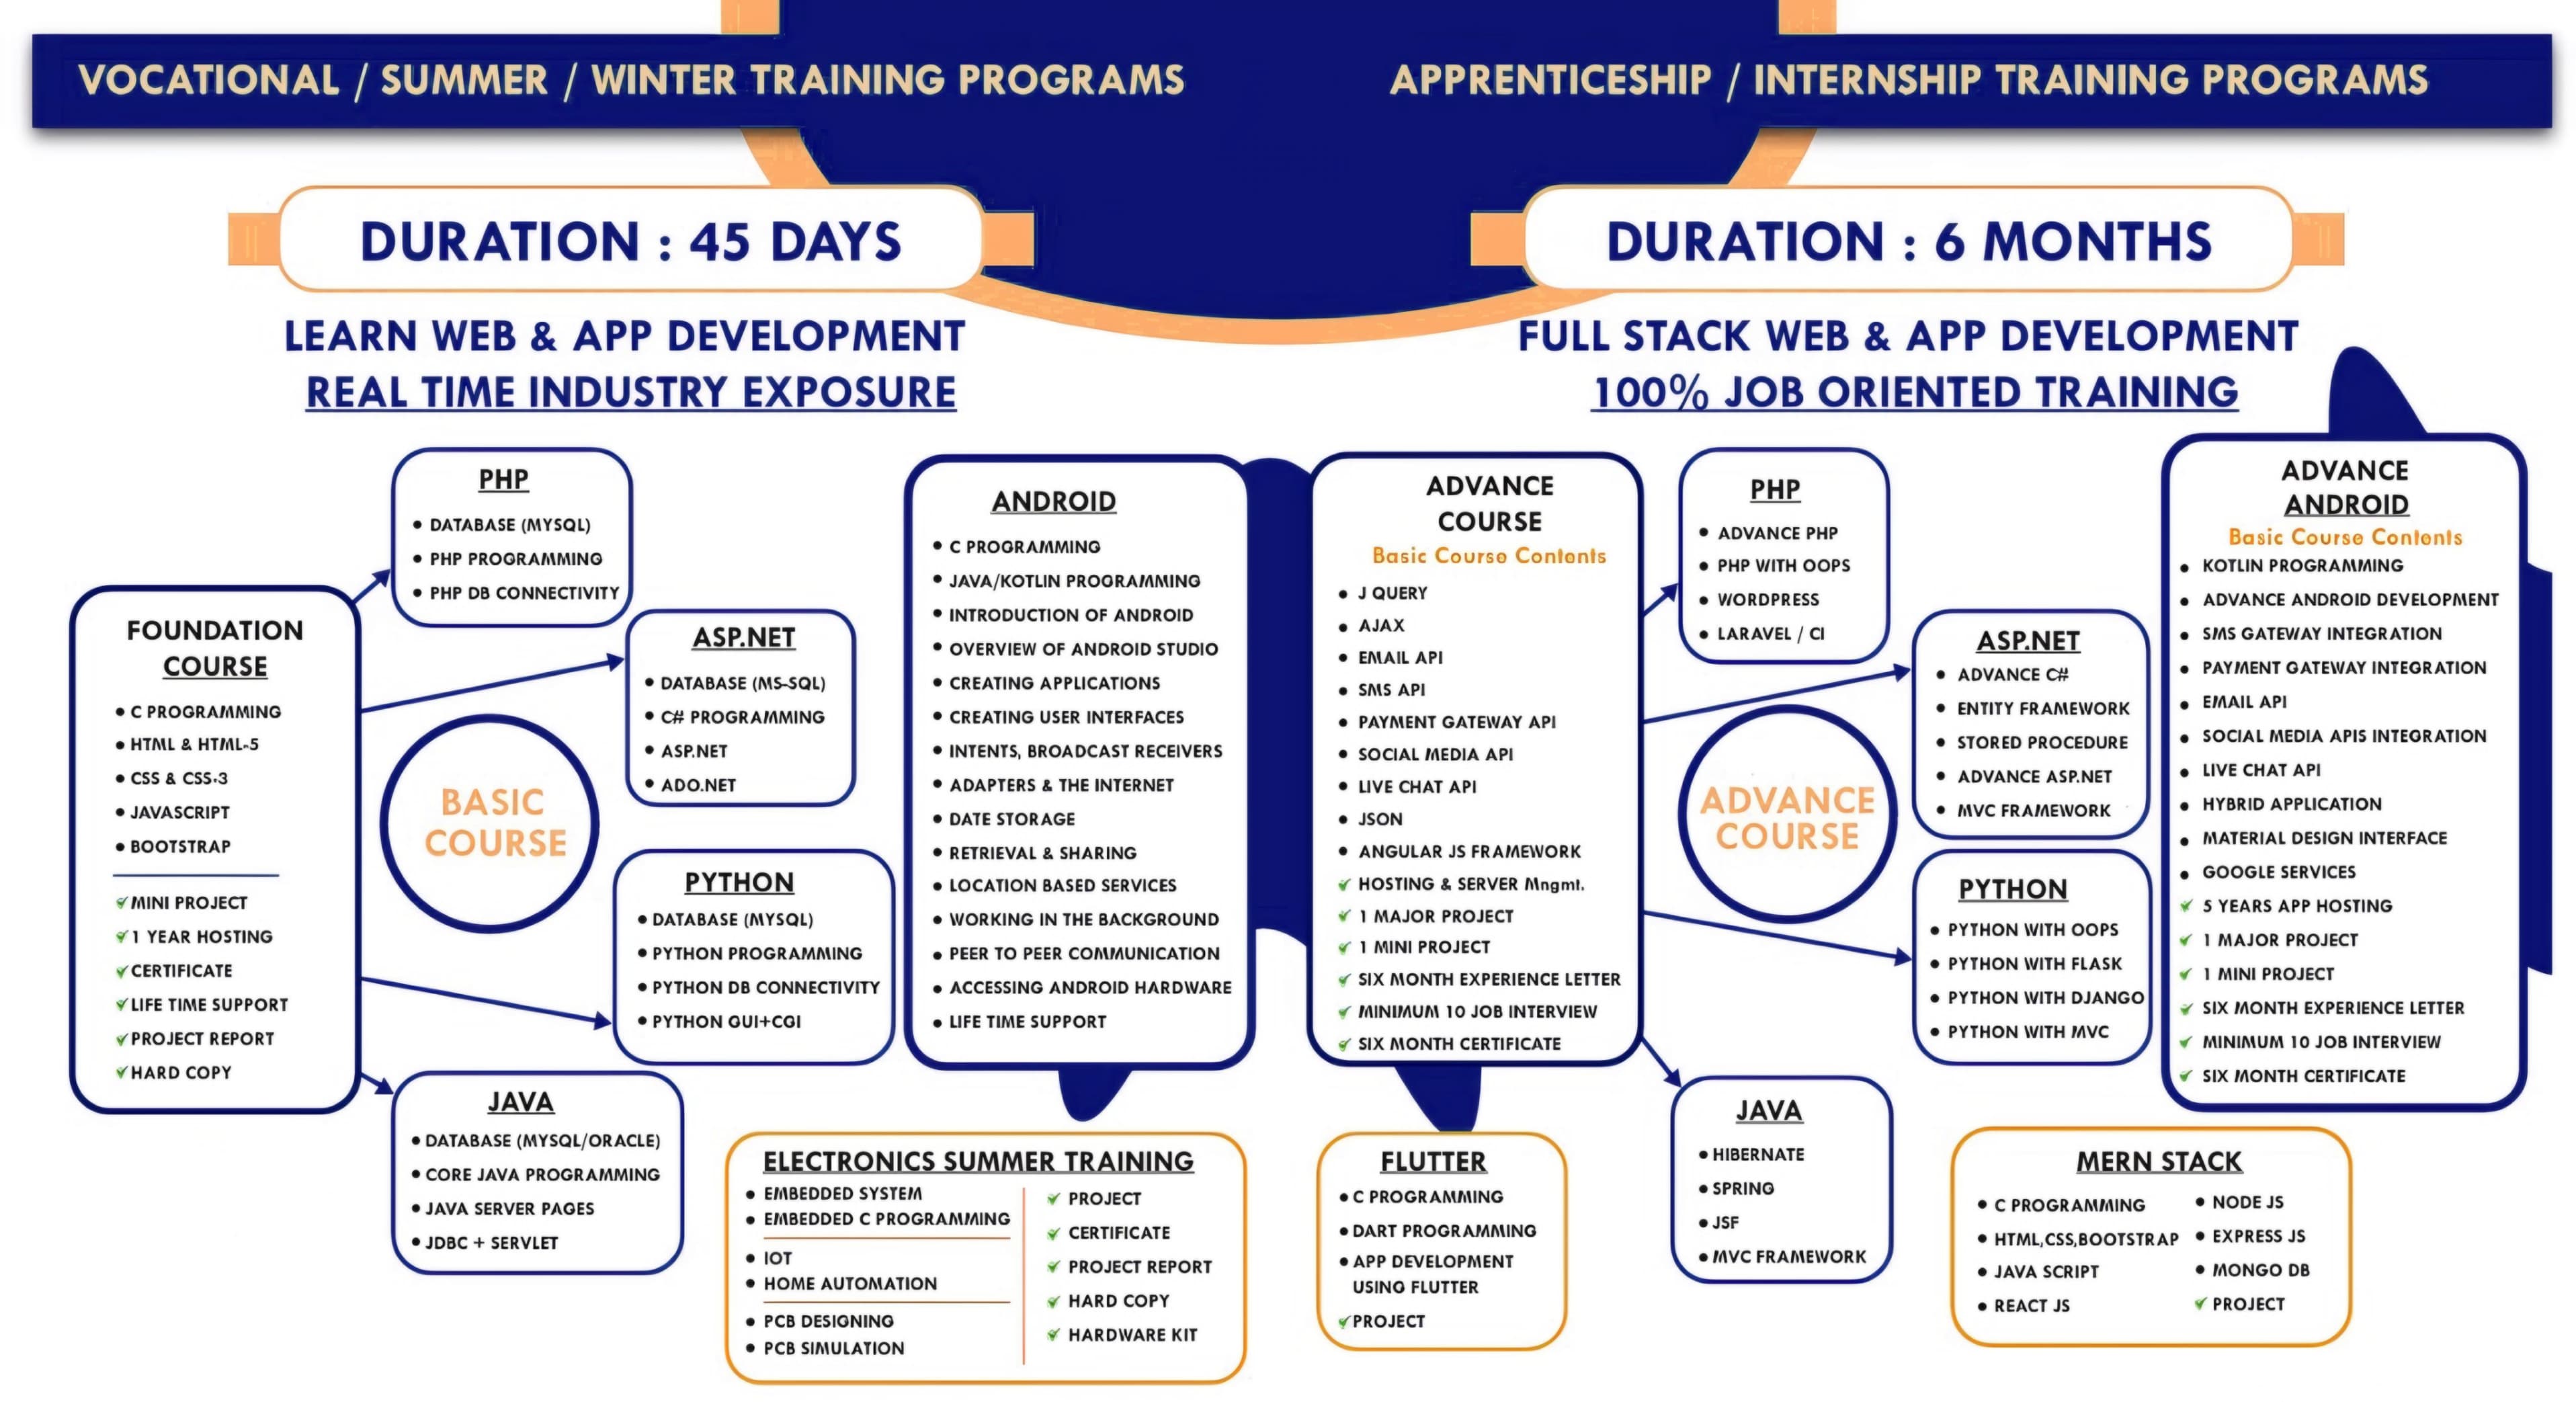 VOCATIONAL / SUMMER / WINTER TRAINING PROGRAMS
APPRENTICESHIP / INTERNSHIP TRAINING PROGRAMS
DURATION : 45 DAYS
LEARN WEB & APP DEVELOPMENT
REAL TIME INDUSTRY EXPOSURE
DURATION : 6 MONTHS
FULL STACK WEB & APP DEVELOPMENT
100% JOB ORIENTED TRAINING
FOUNDATION
COURSE
• C PROGRAMMING
• HTML & HTML-5
• CSS & CSS-3
• JAVASCRIPT
• BOOTSTRAP
✓ MINI PROJECT
✓ 1 YEAR HOSTING
✓ CERTIFICATE
✓ LIFE TIME SUPPORT
✓ PROJECT REPORT
✓ HARD COPY
BASIC
COURSE
PHP
• DATABASE (MYSQL)
• PHP PROGRAMMING
• PHP DB CONNECTIVITY
ASP.NET
• DATABASE (MS-SQL)
• C# PROGRAMMING
• ASP.NET
• ADO.NET
PYTHON
• DATABASE (MYSQL)
• PYTHON PROGRAMMING
• PYTHON DB CONNECTIVITY
• PYTHON GUI+CGI
JAVA
• DATABASE (MYSQL/ORACLE)
• CORE JAVA PROGRAMMING
• JAVA SERVER PAGES
• JDBC + SERVLET
ANDROID
• C PROGRAMMING
• JAVA/KOTLIN PROGRAMMING
• INTRODUCTION OF ANDROID
• OVERVIEW OF ANDROID STUDIO
• CREATING APPLICATIONS
• CREATING USER INTERFACES
• INTENTS, BROADCAST RECEIVERS
• ADAPTERS & THE INTERNET
• DATE STORAGE
• RETRIEVAL & SHARING
• LOCATION BASED SERVICES
• WORKING IN THE BACKGROUND
• PEER TO PEER COMMUNICATION
• ACCESSING ANDROID HARDWARE
• LIFE TIME SUPPORT
ELECTRONICS SUMMER TRAINING
• EMBEDDED SYSTEM
• EMBEDDED C PROGRAMMING
• IOT
• HOME AUTOMATION
• PCB DESIGNING
• PCB SIMULATION
✓ PROJECT
✓ CERTIFICATE
✓ PROJECT REPORT
✓ HARD COPY
✓ HARDWARE KIT
ADVANCE
COURSE
Basic Course Contents
• J QUERY
• AJAX
• EMAIL API
• SMS API
• PAYMENT GATEWAY API
• SOCIAL MEDIA API
• LIVE CHAT API
• JSON
• ANGULAR JS FRAMEWORK
✓ HOSTING & SERVER Mngmt.
✓ 1 MAJOR PROJECT
✓ 1 MINI PROJECT
✓ SIX MONTH EXPERIENCE LETTER
✓ MINIMUM 10 JOB INTERVIEW
✓ SIX MONTH CERTIFICATE
ADVANCE
COURSE
PHP
• ADVANCE PHP
• PHP WITH OOPS
• WORDPRESS
• LARAVEL / CI
ASP.NET
• ADVANCE C#
• ENTITY FRAMEWORK
• STORED PROCEDURE
• ADVANCE ASP.NET
• MVC FRAMEWORK
PYTHON
• PYTHON WITH OOPS
• PYTHON WITH FLASK
• PYTHON WITH DJANGO
• PYTHON WITH MVC
JAVA
• HIBERNATE
• SPRING
• JSF
• MVC FRAMEWORK
ADVANCE
ANDROID
Basic Course Contents
• KOTLIN PROGRAMMING
• ADVANCE ANDROID DEVELOPMENT
• SMS GATEWAY INTEGRATION
• PAYMENT GATEWAY INTEGRATION
• EMAIL API
• SOCIAL MEDIA APIS INTEGRATION
• LIVE CHAT API
• HYBRID APPLICATION
• MATERIAL DESIGN INTERFACE
• GOOGLE SERVICES
✓ 5 YEARS APP HOSTING
✓ 1 MAJOR PROJECT
✓ 1 MINI PROJECT
✓ SIX MONTH EXPERIENCE LETTER
✓ MINIMUM 10 JOB INTERVIEW
✓ SIX MONTH CERTIFICATE
FLUTTER
• C PROGRAMMING
• DART PROGRAMMING
• APP DEVELOPMENT
USING FLUTTER
✓ PROJECT
MERN STACK
• C PROGRAMMING
• HTML,CSS,BOOTSTRAP
• JAVA SCRIPT
• REACT JS
• NODE JS
• EXPRESS JS
• MONGO DB
✓ PROJECT